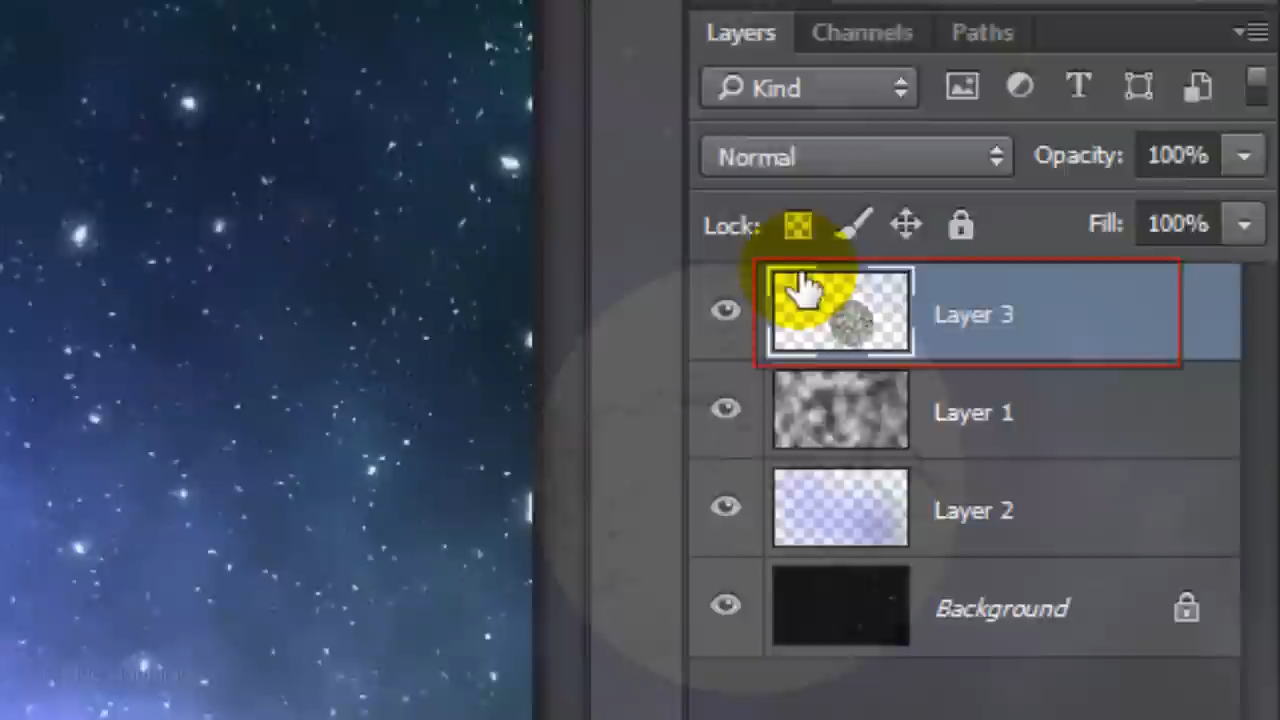 Layers Channels Paths
Kind
Normal Opacity: 100%
Lock: Fill: 100%
Layer 3
Layer 1
Layer 2
Background